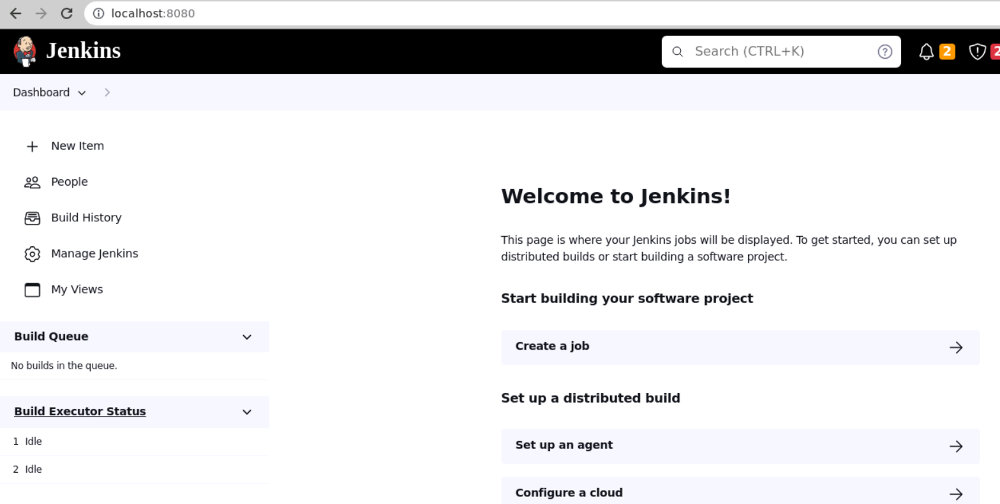 localhost:8080
Jenkins
Search (CTRL+K)
?
2
2
Dashboard
New Item
People
Build History
Manage Jenkins
My Views
Build Queue
No builds in the queue.
Build Executor Status
1 Idle
2 Idle
Welcome to Jenkins!
This page is where your Jenkins jobs will be displayed. To get started, you can set up
distributed builds or start building a software project.
Start building your software project
Create a job
Set up a distributed build
Set up an agent
Configure a cloud